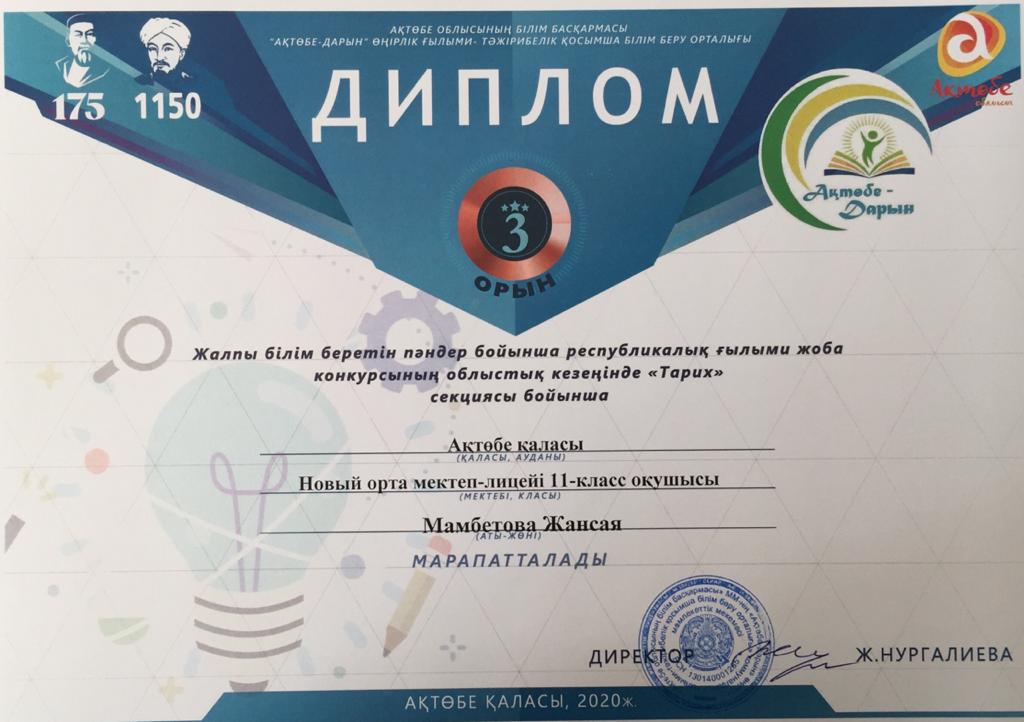 АҚТӨБЕ ОБЛЫСЫНЫҢ БІЛІМ БАСҚАРМАСЫ
"АҚТӨБЕ-ДАРЫН" ӨҢІРЛІК ҒЫЛЫМИ- ТӘЖІРИБЕЛІК ҚОСЫМША БІЛІМ БЕРУ ОРТАЛЫҒЫ
175
1150
ДИПЛОМ
Ақтөбе
облысы
Ақтөбе -
Дарын
3
ОРЫН
Жалпы білім беретін пәндер бойынша республикалық ғылыми жоба
конкурсының облыстық кезеңінде «Тарих»
секциясы бойынша
Ақтөбе қаласы
(ҚАЛАСЫ, АУДАНЫ)
Новый орта мектеп-лицейі 11-класс оқушысы
(МЕКТЕБІ, КЛАСЫ)
Мамбетова Жансая
(АТЫ-ЖӨНІ)
МАРАПАТТАЛАДЫ
ДИРЕКТОР
Ж.НУРГАЛИЕВА
АҚТӨБЕ ҚАЛАСЫ, 2020ж.